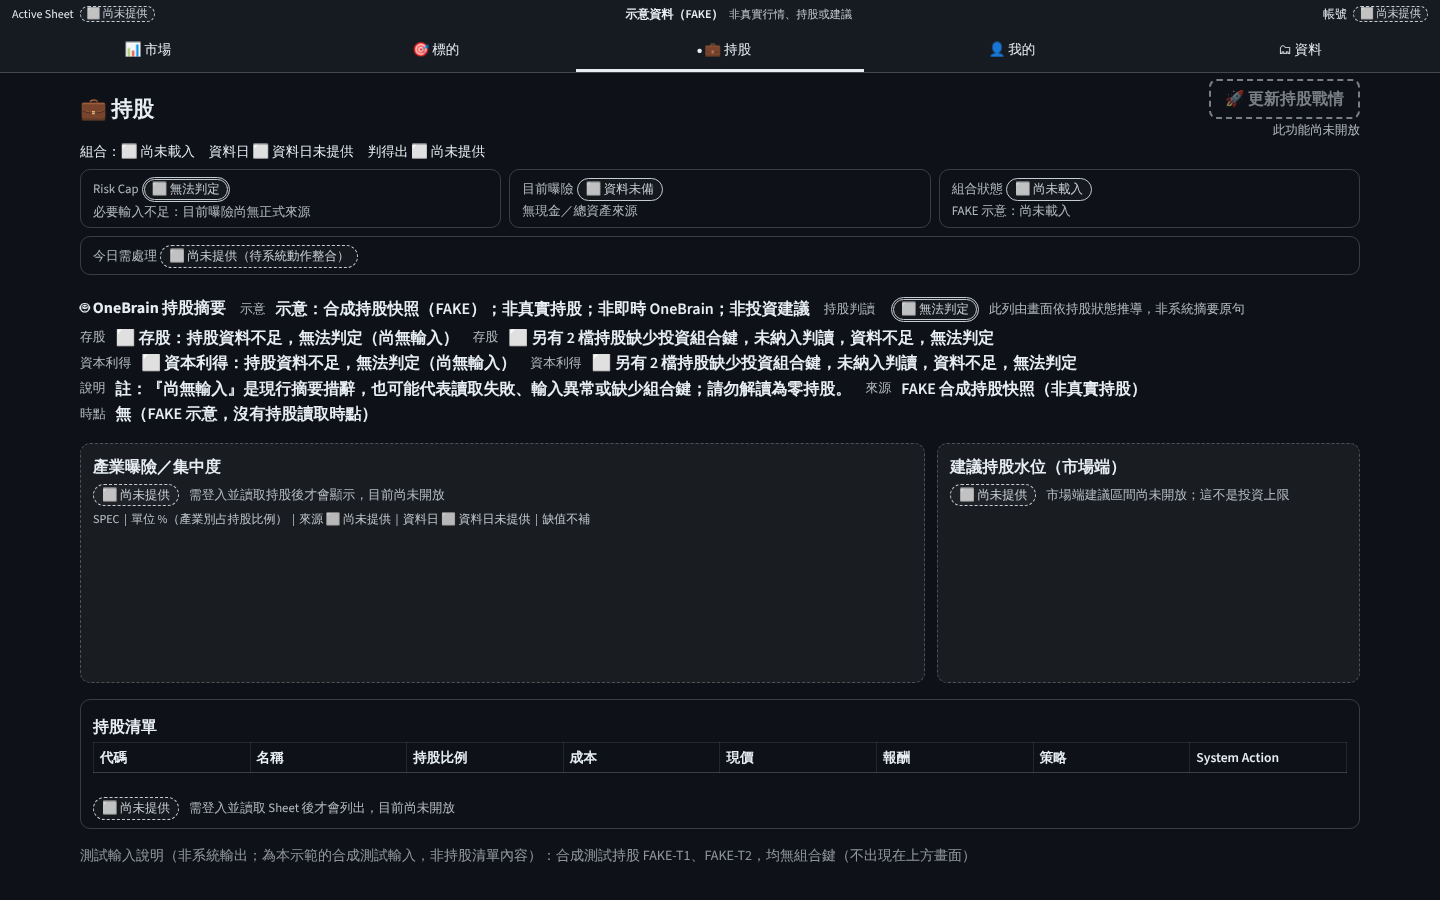 Active Sheet ⬜ 尚未提供 示意資料（FAKE） 非真實行情、持股或建議 帳號 ⬜ 尚未提供
📊 市場 🎯 標的 • 💼 持股 👤 我的 🗂 資料
💼 持股 🚀 更新持股戰情
此功能尚未開放
組合：⬜ 尚未載入 資料日 ⬜ 資料日未提供 判得出 ⬜ 尚未提供
Risk Cap ⬜ 無法判定
必要輸入不足：目前曝險尚無正式來源
目前曝險 ⬜ 資料未備
無現金／總資產來源
組合狀態 ⬜ 尚未載入
FAKE 示意：尚未載入
今日需處理 ⬜ 尚未提供（待系統動作整合）
OneBrain 持股摘要 示意 示意：合成持股快照（FAKE）；非真實持股；非即時 OneBrain；非投資建議 持股判讀 ⬜ 無法判定 此列由畫面依持股狀態推導，非系統摘要原句
存股 ⬜ 存股：持股資料不足，無法判定（尚無輸入） 存股 ⬜ 另有 2 檔持股缺少投資組合鍵，未納入判讀，資料不足，無法判定
資本利得 ⬜ 資本利得：持股資料不足，無法判定（尚無輸入） 資本利得 ⬜ 另有 2 檔持股缺少投資組合鍵，未納入判讀，資料不足，無法判定
說明 註：『尚無輸入』是現行摘要措辭，也可能代表讀取失敗、輸入異常或缺少組合鍵；請勿解讀為零持股。 來源 FAKE 合成持股快照（非真實持股）
時點 無（FAKE 示意，沒有持股讀取時點）
產業曝險／集中度
⬜ 尚未提供 需登入並讀取持股後才會顯示，目前尚未開放
SPEC｜單位 %（產業別占持股比例）｜來源 ⬜ 尚未提供｜資料日 ⬜ 資料日未提供｜缺值不補
建議持股水位（市場端）
⬜ 尚未提供 市場端建議區間尚未開放；這不是投資上限
持股清單
代碼 名稱 持股比例 成本 現價 報酬 策略 System Action
⬜ 尚未提供 需登入並讀取 Sheet 後才會列出，目前尚未開放
測試輸入說明（非系統輸出；為本示範的合成測試輸入，非持股清單內容）：合成測試持股 FAKE-T1、FAKE-T2，均無組合鍵（不出現在上方畫面）